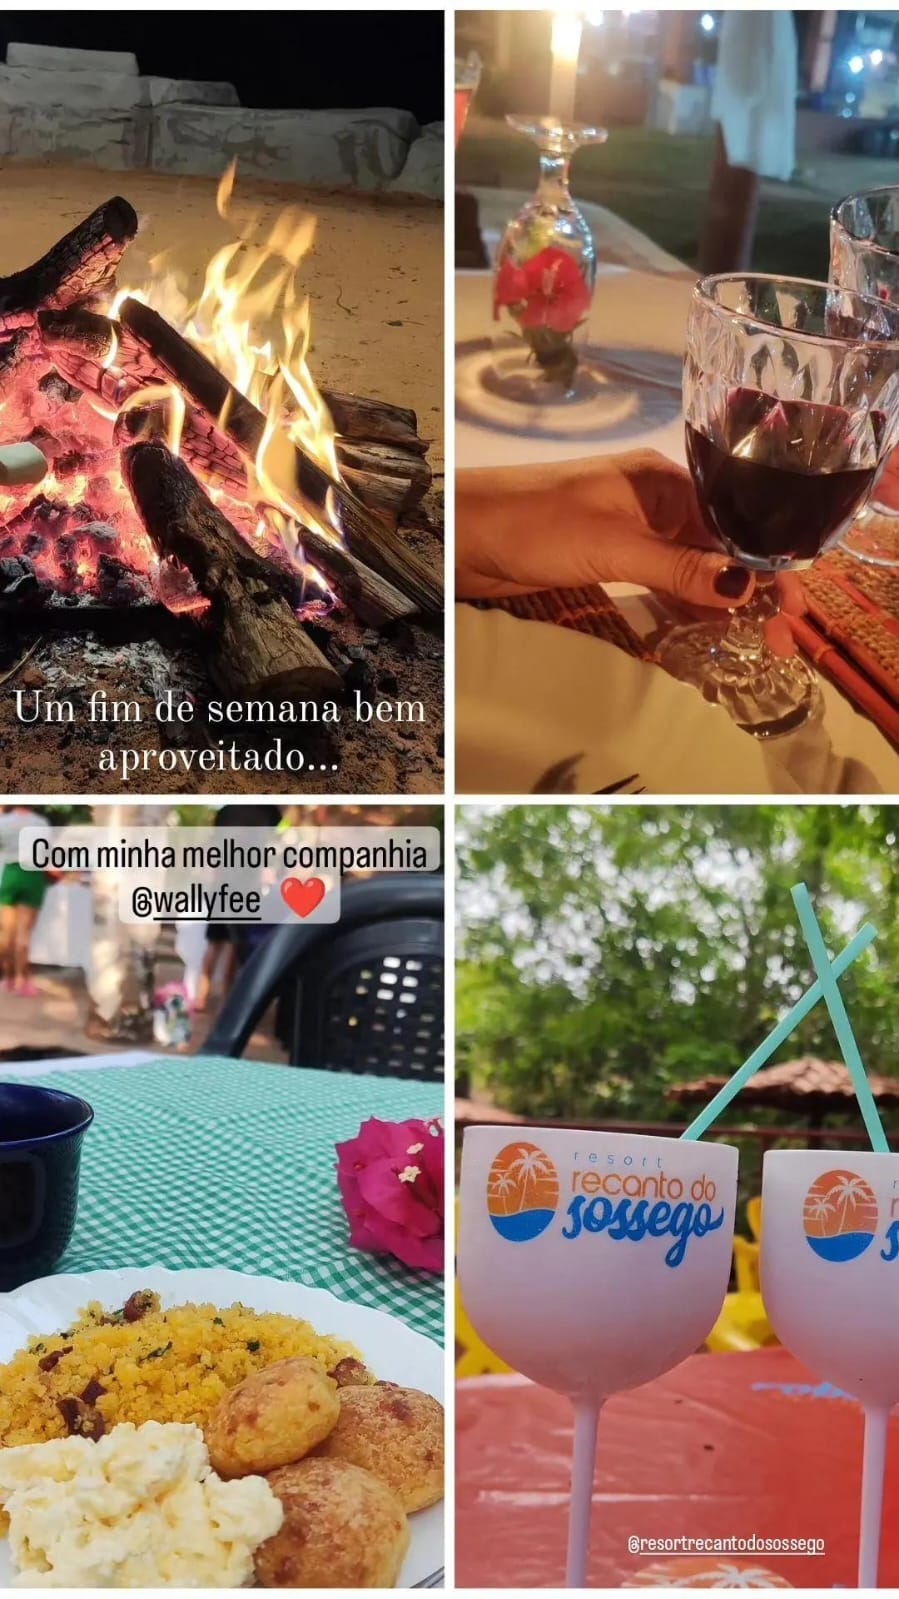 Um fim de semana bem
aproveitado...
Com minha melhor companhia
@wallyfee
resort
recanto do
sossego
@resortrecantodosossego